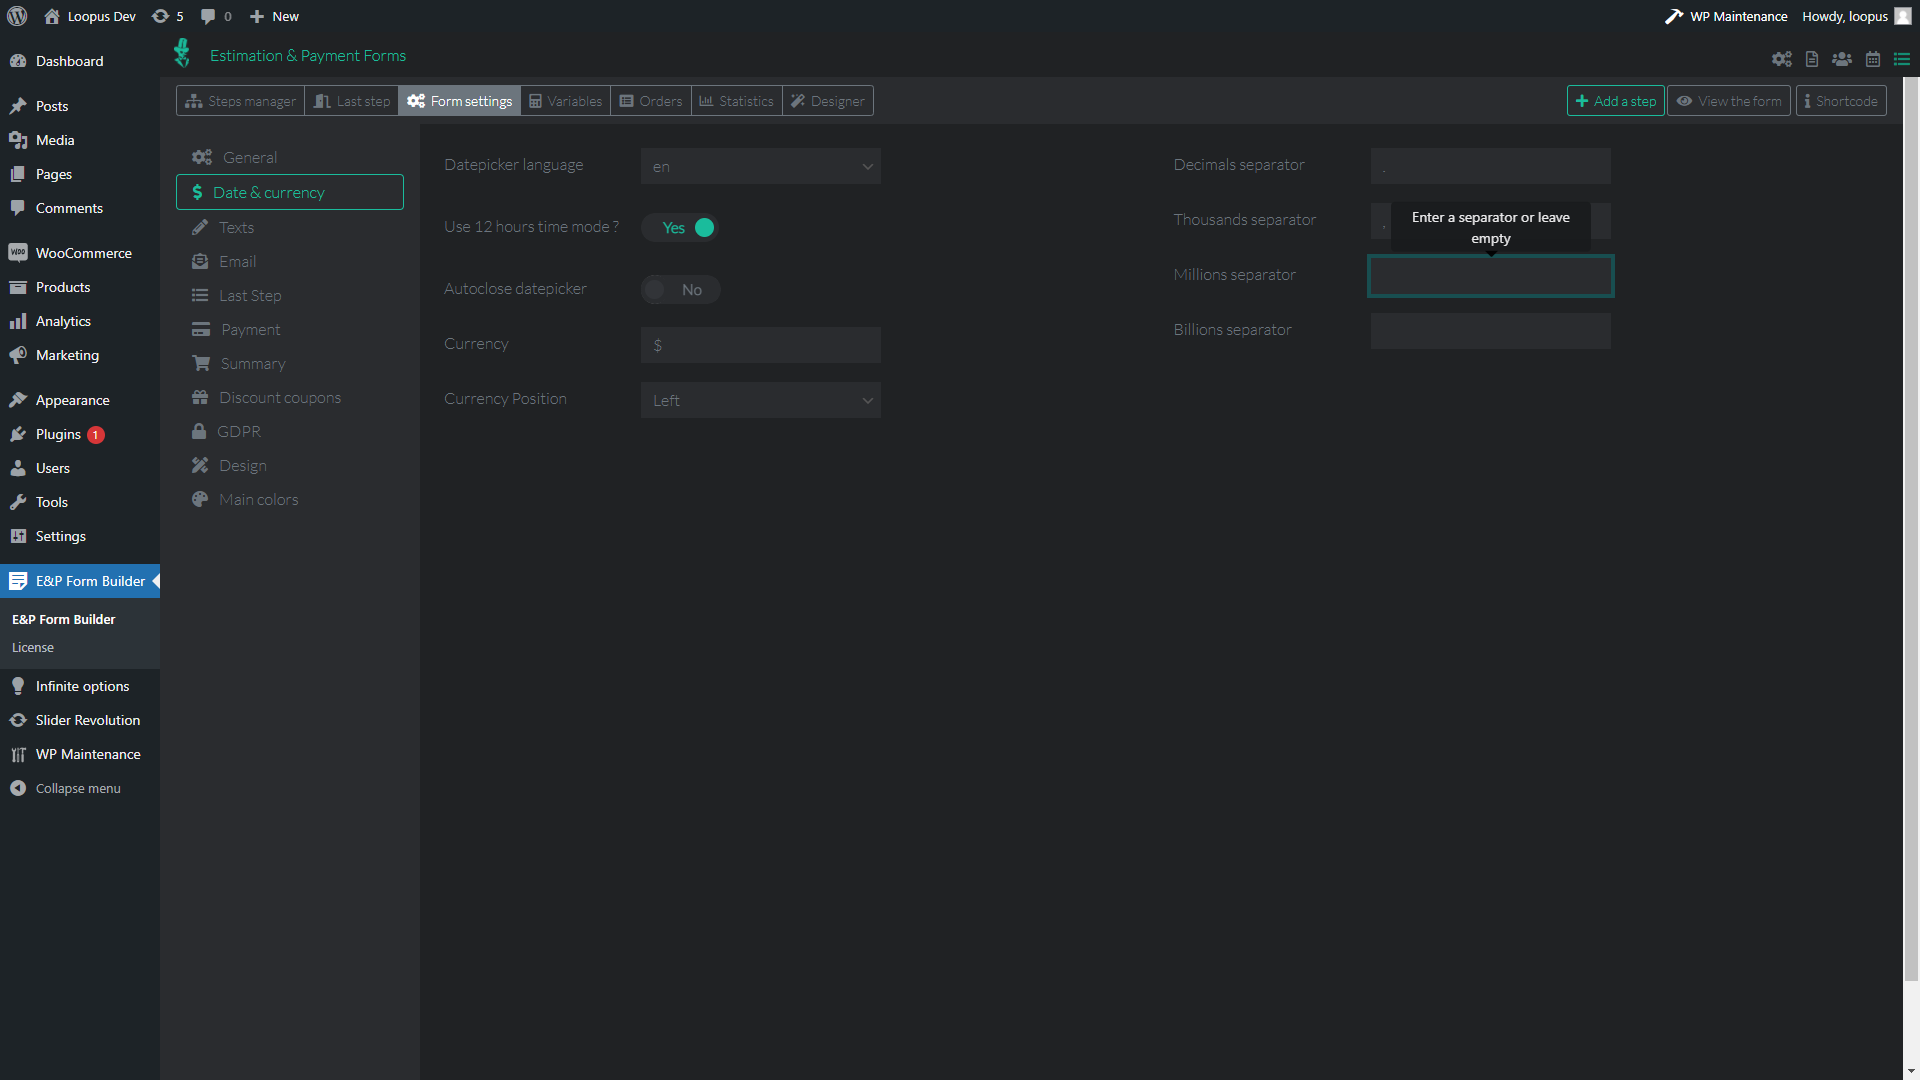 Loopus Dev
5
0
New
WP Maintenance
Howdy, loopus
Dashboard
Posts
Media
Pages
Comments
WooCommerce
Products
Analytics
Marketing
Appearance
Plugins 1
Users
Tools
Settings
E&P Form Builder
E&P Form Builder
License
Infinite options
Slider Revolution
WP Maintenance
Collapse menu
Estimation & Payment Forms
Steps manager
Last step
Form settings
Variables
Orders
Statistics
Designer
Add a step
View the form
Shortcode
General
Date & currency
Texts
Email
Last Step
Payment
Summary
Discount coupons
GDPR
Design
Main colors
Datepicker language
en
Use 12 hours time mode ?
Yes
Autoclose datepicker
No
Currency
$
Currency Position
Left
Decimals separator
.
Thousands separator
,
Enter a separator or leave
empty
Millions separator
Billions separator